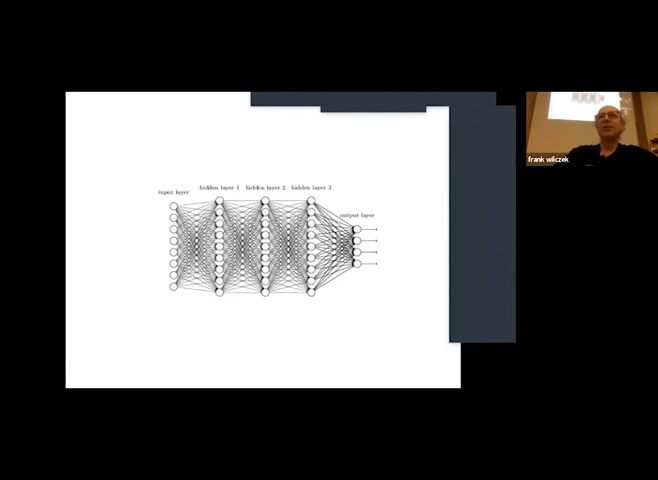 input layer
hidden layer 1 hidden layer 2 hidden layer 3
output layer
frank wilczek